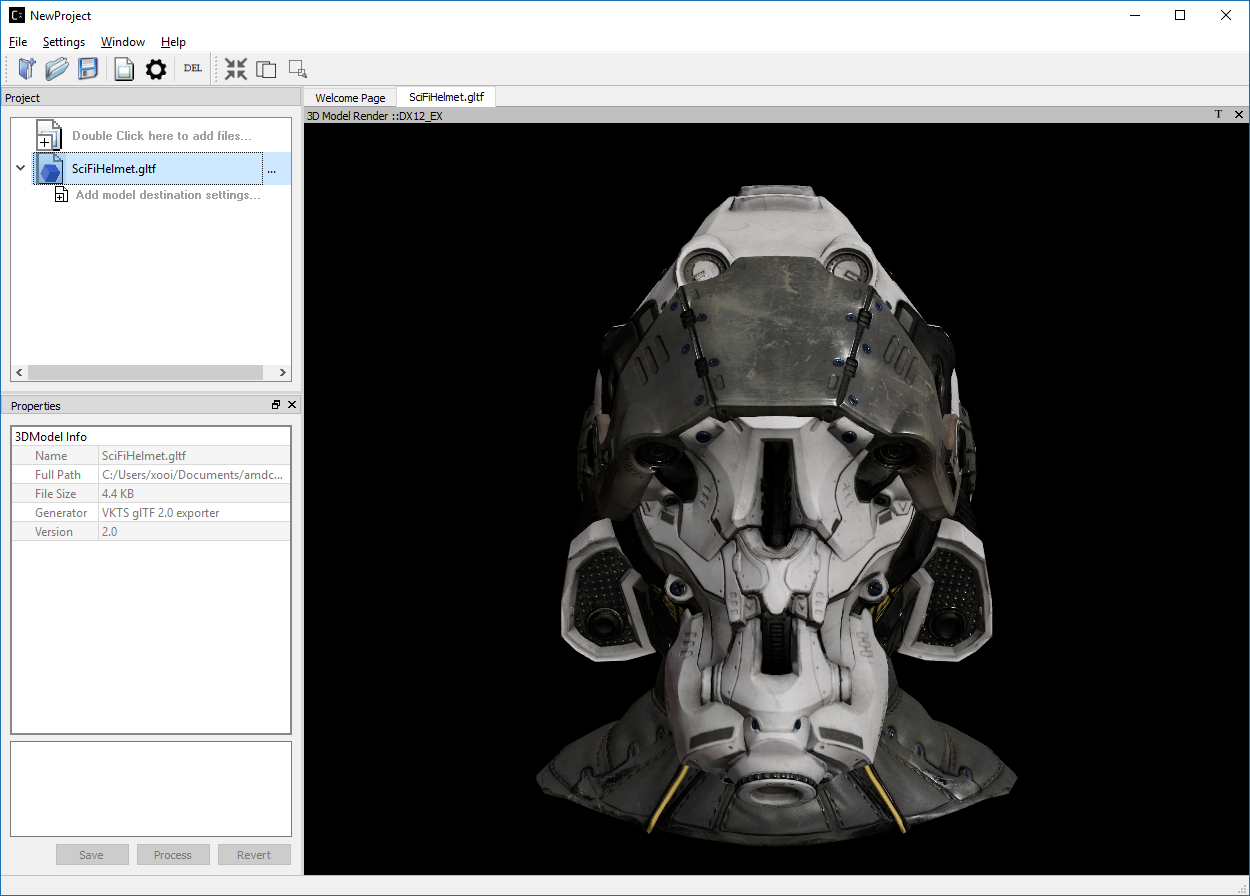 C:
NewProject
File Settings Window Help
DEL
Project
Welcome Page SciFiHelmet.gltf
3D Model Render ::DX12_EX T
Double Click here to add files...
SciFiHelmet.gltf ...
Add model destination settings...
Properties
3DModel Info
Name SciFiHelmet.gltf
Full Path C:/Users/xooi/Documents/amdc...
File Size 4.4 KB
Generator VKTS glTF 2.0 exporter
Version 2.0
Save Process Revert